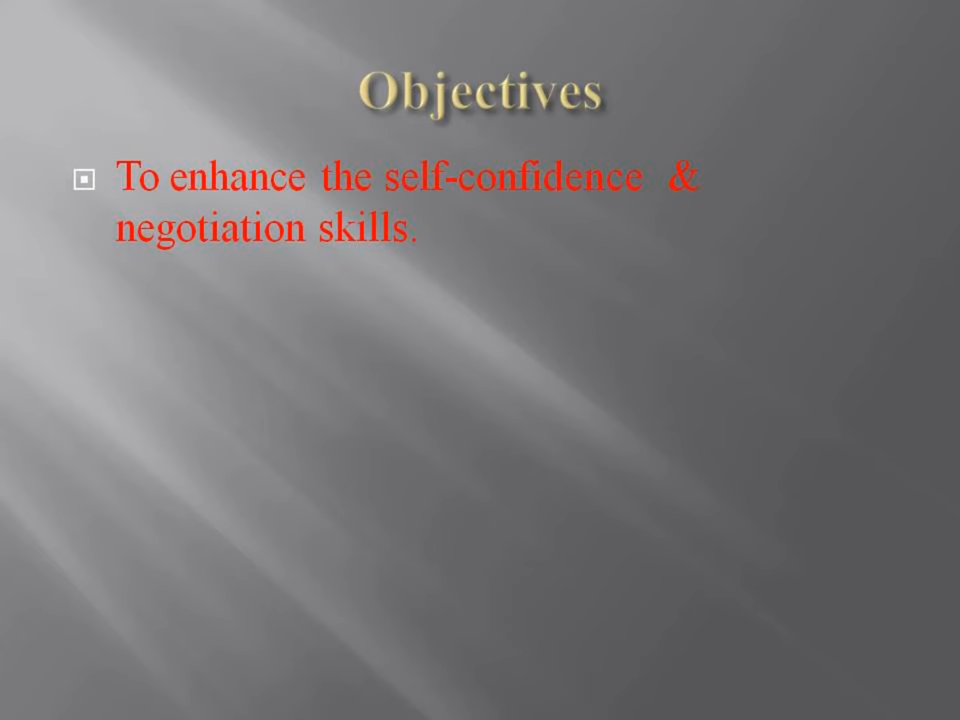 Objectives
To enhance the self-confidence &
negotiation skills.